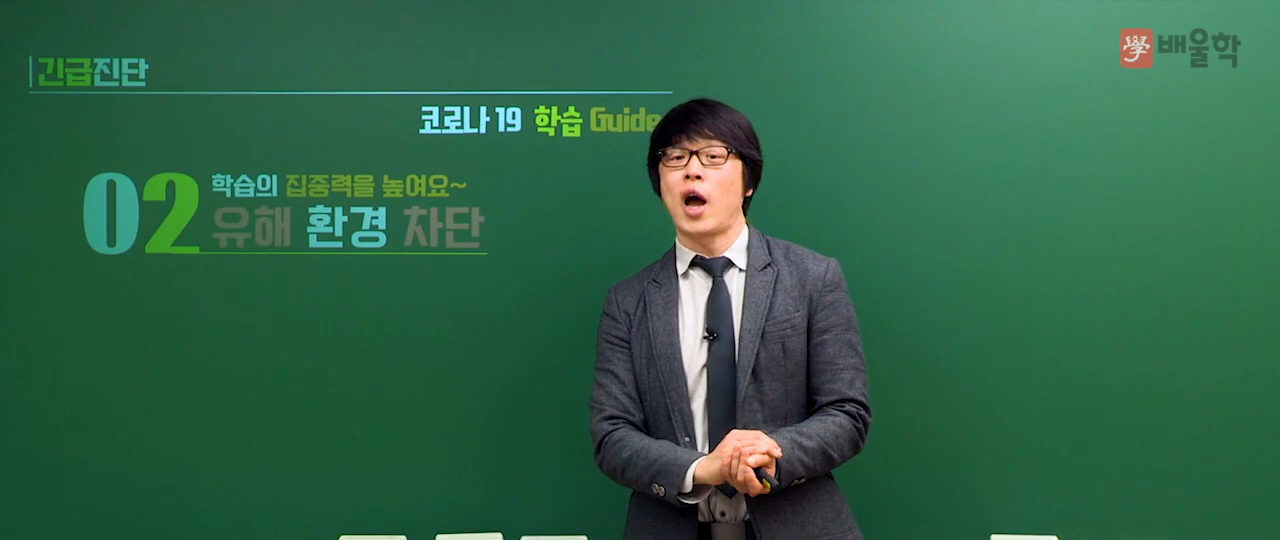 긴급진단
學 배울학
코로나 19 학습 Guide
02
학습의 집중력을 높여요~
유해 환경 차단